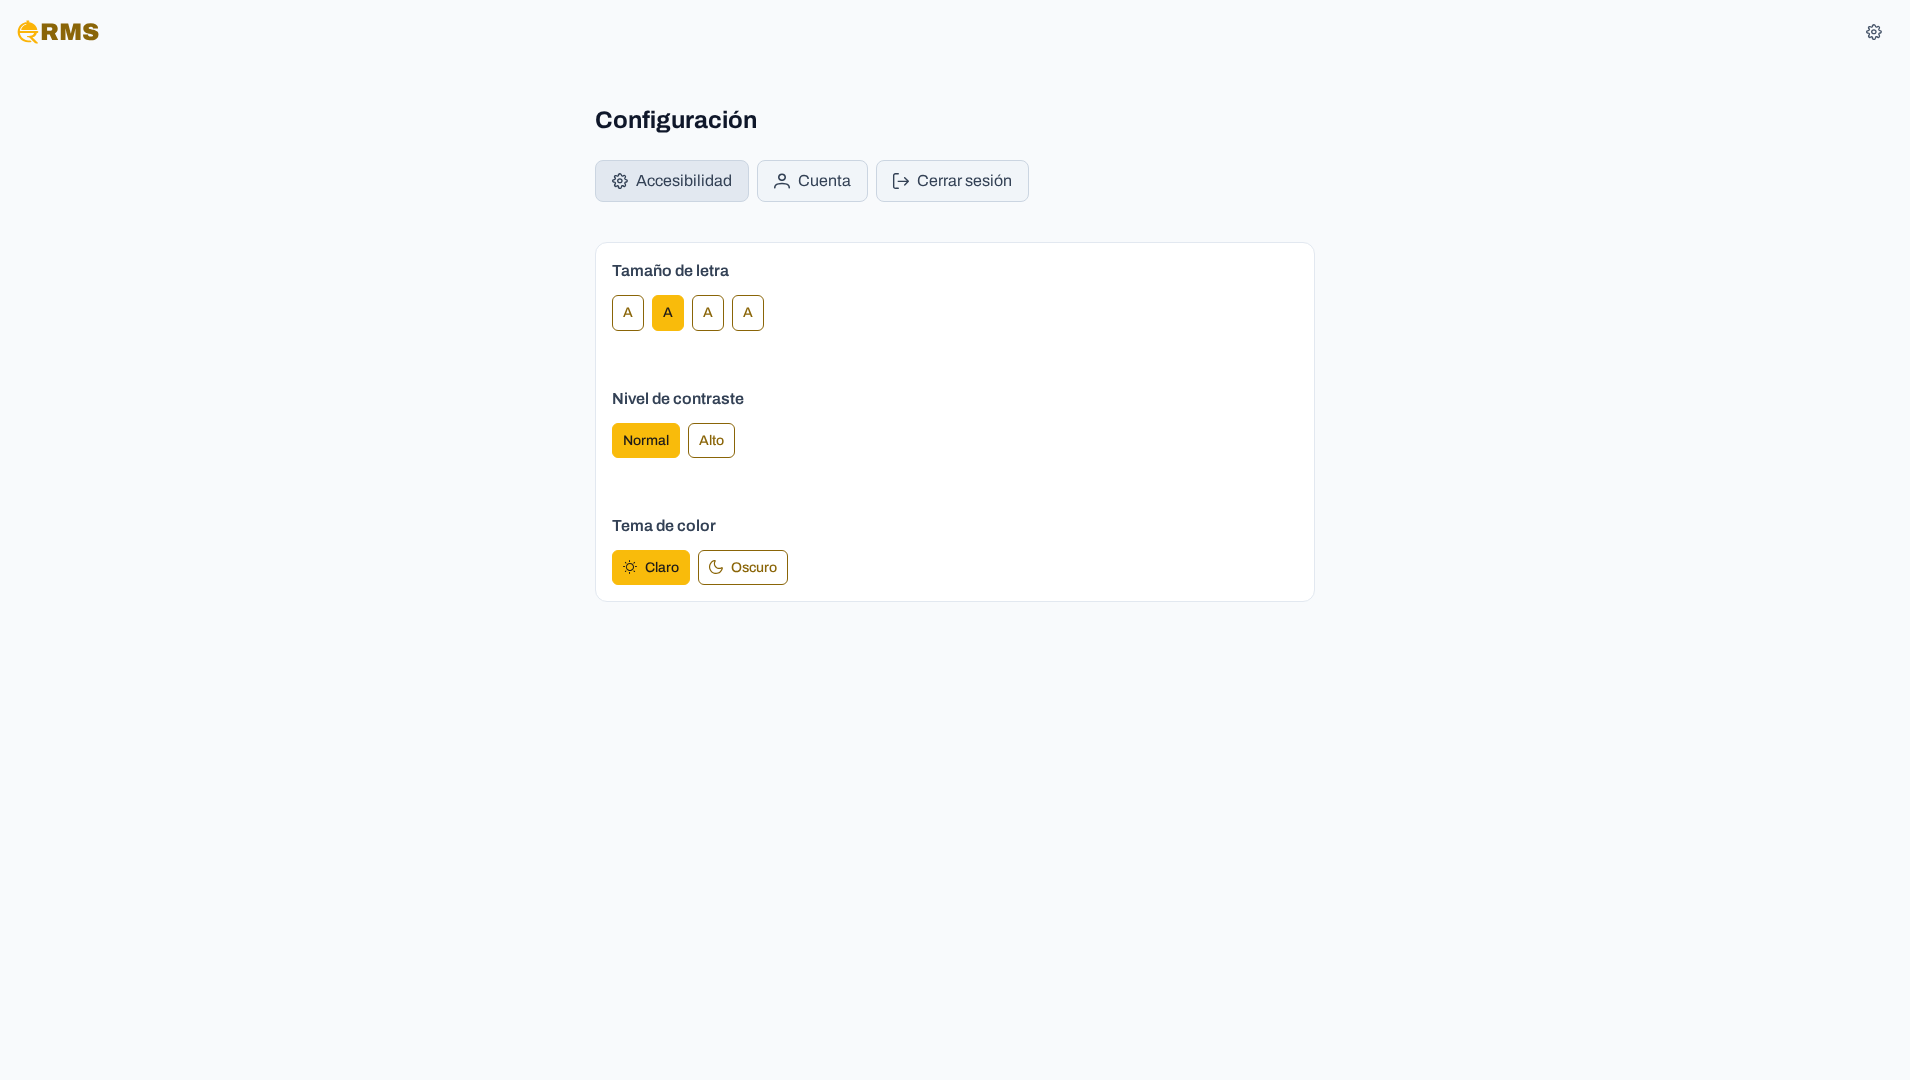 RMS
Configuración
Accesibilidad Cuenta Cerrar sesión
Tamaño de letra
A A A A
Nivel de contraste
Normal Alto
Tema de color
Claro Oscuro